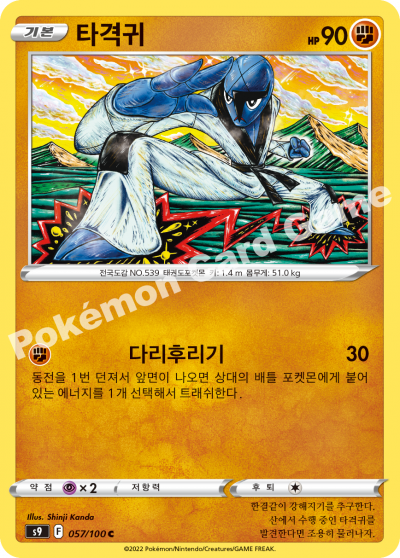 기본 타격귀 HP 90
전국도감 NO.539 태권도포켓몬 키: 1.4 m 몸무게: 51.0 kg
Pokémon Card Game
다리후리기 30
동전을 1번 던져서 앞면이 나오면 상대의 배틀 포켓몬에게 붙어
있는 에너지를 1개 선택해서 트래쉬한다.
약점 ×2 저항력 후퇴
Illus. Shinji Kanda
s9 F 057/100 C
한결같이 강해지기를 추구한다.
산에서 수행 중인 타격귀를
발견한다면 조용히 물러나자.
©2022 Pokémon/Nintendo/Creatures/GAME FREAK.